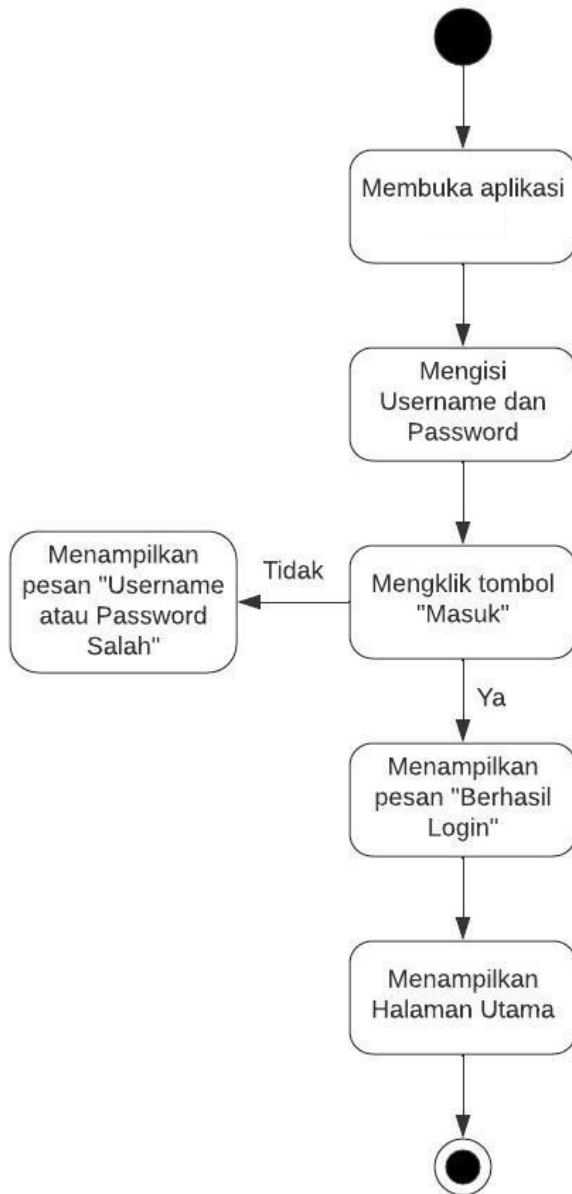 Membuka aplikasi
Mengisi
Username dan
Password
Mengklik tombol
"Masuk"
Tidak
Menampilkan
pesan "Username
atau Password
Salah"
Ya
Menampilkan
pesan "Berhasil
Login"
Menampilkan
Halaman Utama